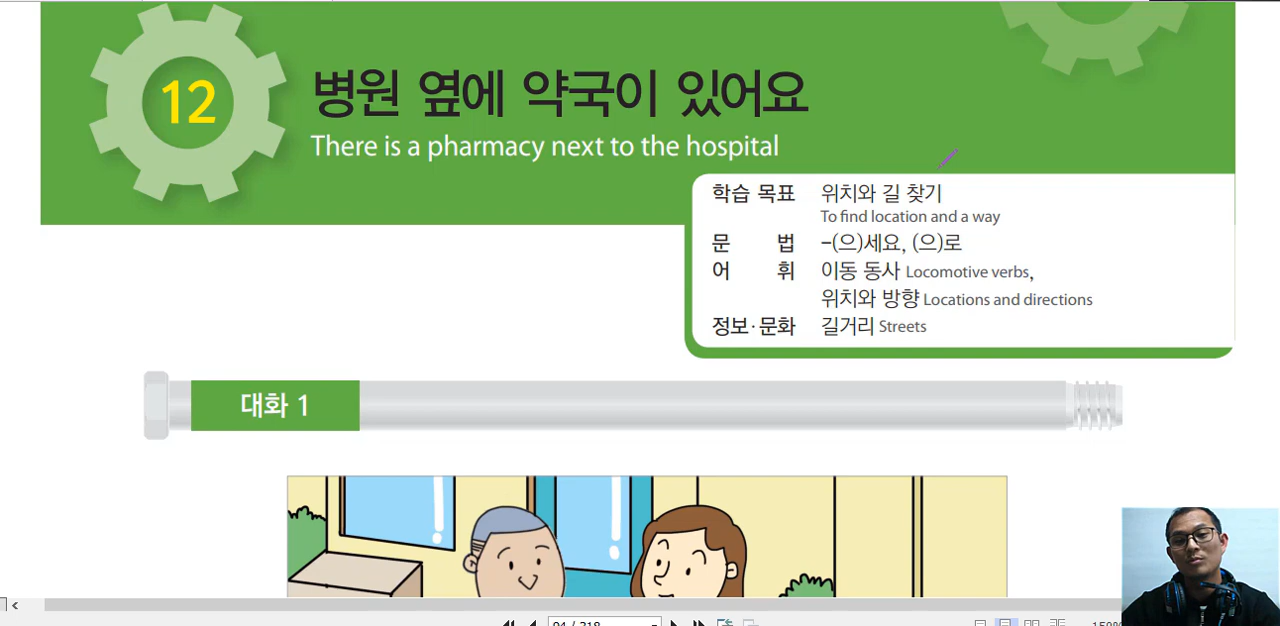 12
병원 옆에 약국이 있어요
There is a pharmacy next to the hospital
학습 목표 위치와 길 찾기
To find location and a way
문 법 -(으)세요, (으)로
어 휘 이동 동사 Locomotive verbs,
위치와 방향 Locations and directions
정보·문화 길거리 Streets
대화 1